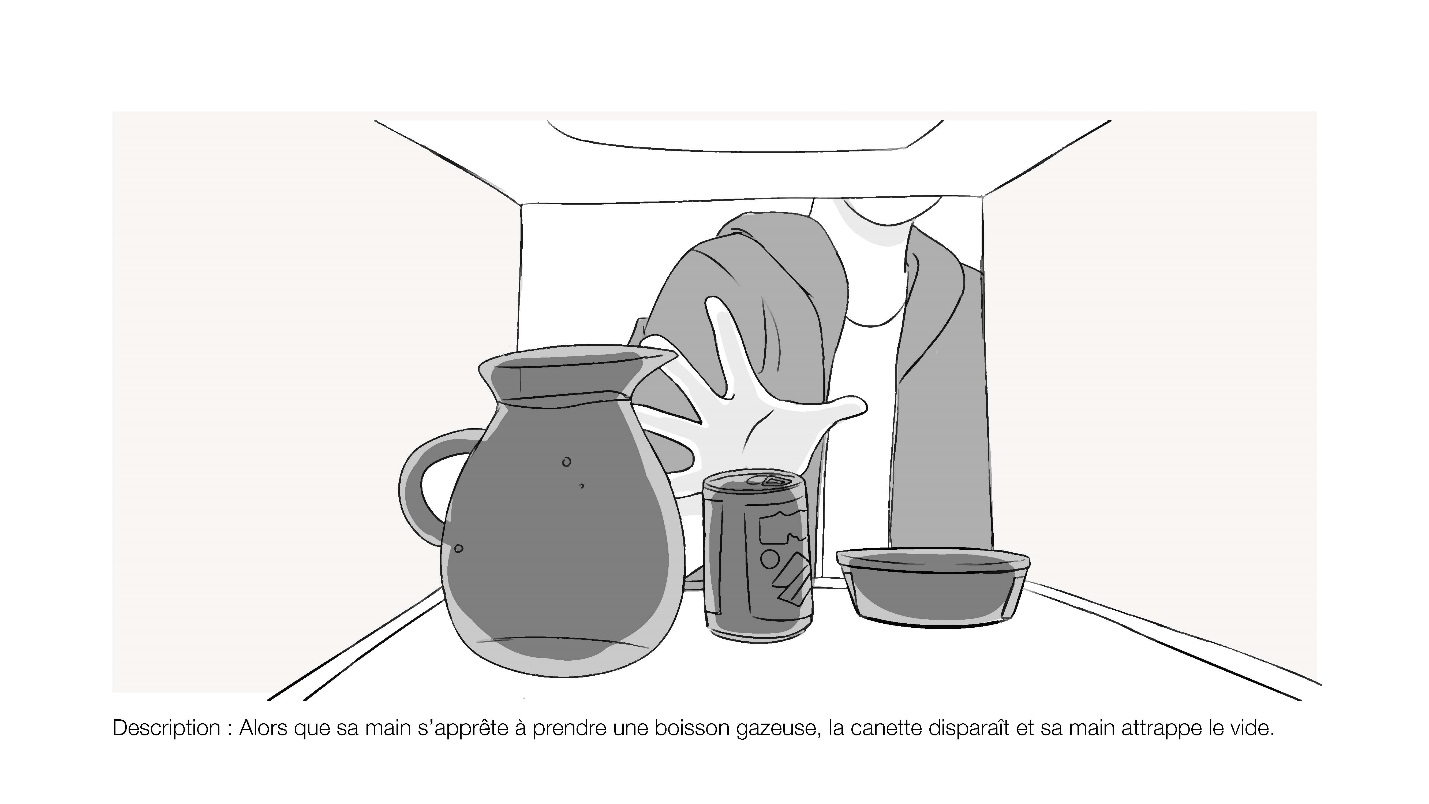 Description : Alors que sa main s'apprête à prendre une boisson gazeuse, la canette disparaît et sa main attrappe le vide.